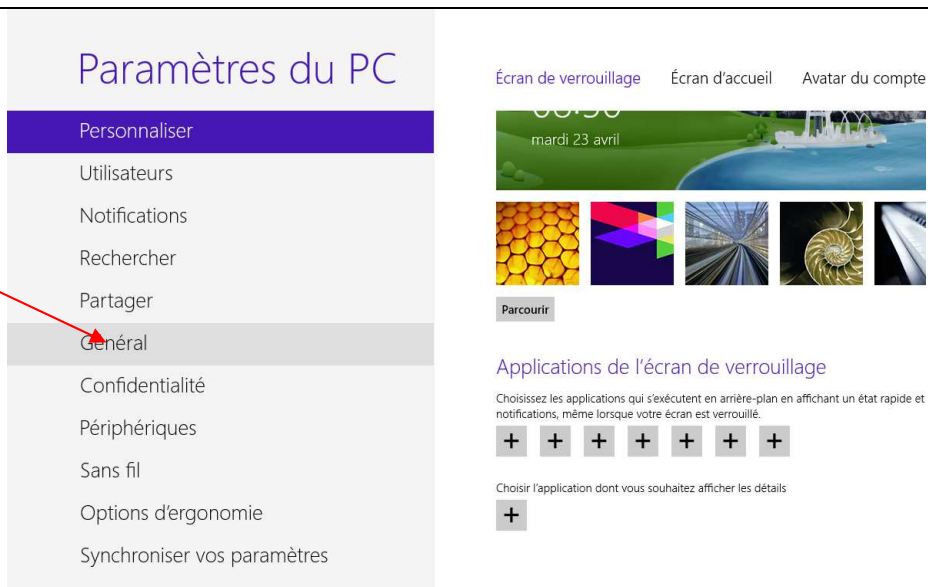 Paramètres du PC
Personnaliser
Utilisateurs
Notifications
Rechercher
Partager
Général
Confidentialité
Périphériques
Sans fil
Options d'ergonomie
Synchroniser vos paramètres
Écran de verrouillage Écran d'accueil Avatar du compte
mardi 23 avril
Parcourir
Applications de l'écran de verrouillage
Choisissez les applications qui s'exécutent en arrière-plan en affichant un état rapide et
notifications, même lorsque votre écran est verrouillé.
+ + + + + + +
Choisir l'application dont vous souhaitez afficher les détails
+